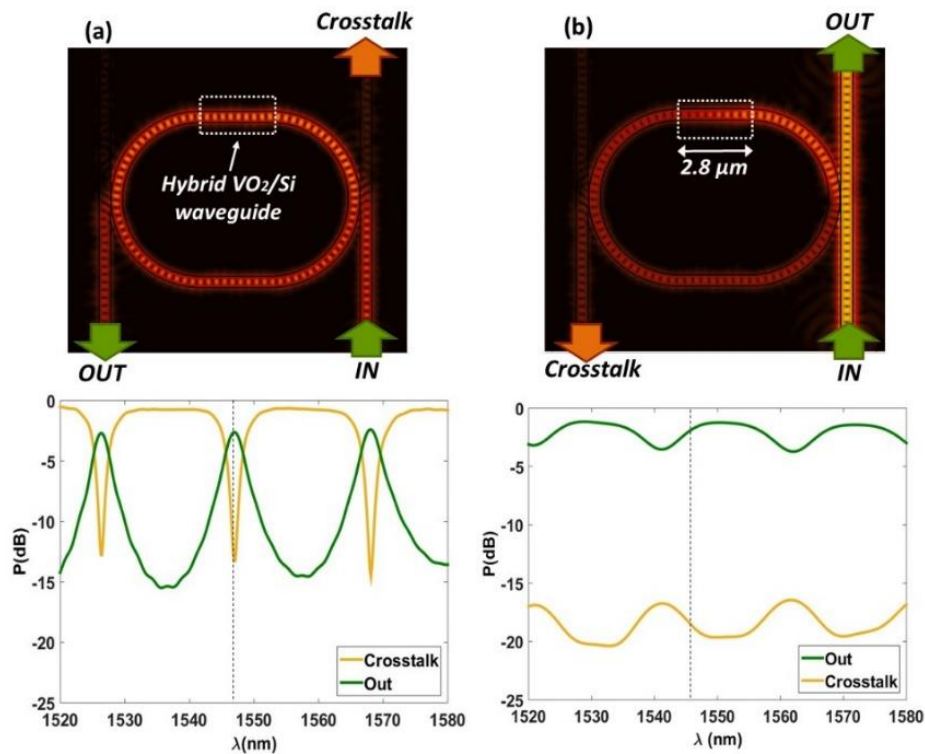 (a)
Crosstalk
Hybrid VO₂/Si
waveguide
OUT
IN
(b)
OUT
2.8 μm
Crosstalk
IN
0
-5
-10
-15
-20
-25
P(dB)
1520 1530 1540 1550 1560 1570 1580
λ(nm)
Crosstalk
Out
0
-5
-10
-15
-20
-25
P(dB)
1520 1530 1540 1550 1560 1570 1580
λ(nm)
Out
Crosstalk